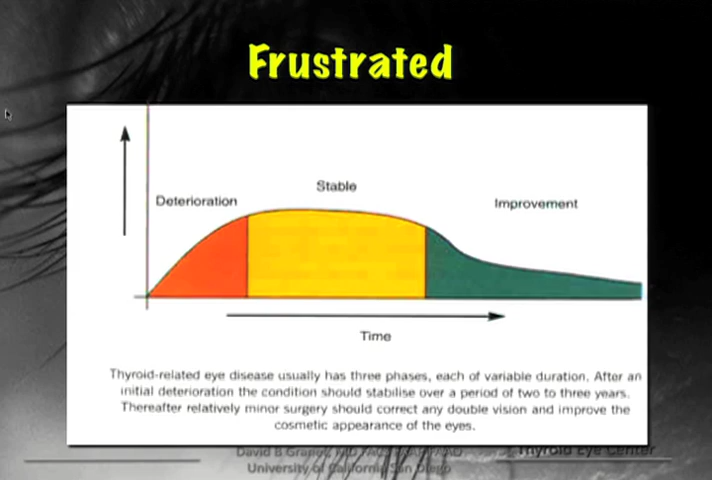 Frustrated
Stable
Deterioration
Improvement
Time
Thyroid-related eye disease usually has three phases, each of variable duration. After an
initial deterioration the condition should stabilise over a period of two to three years.
Thereafter relatively minor surgery should correct any double vision and improve the
cosmetic appearance of the eyes.
David B MD
Thyroid Eye Center
University of California San Diego